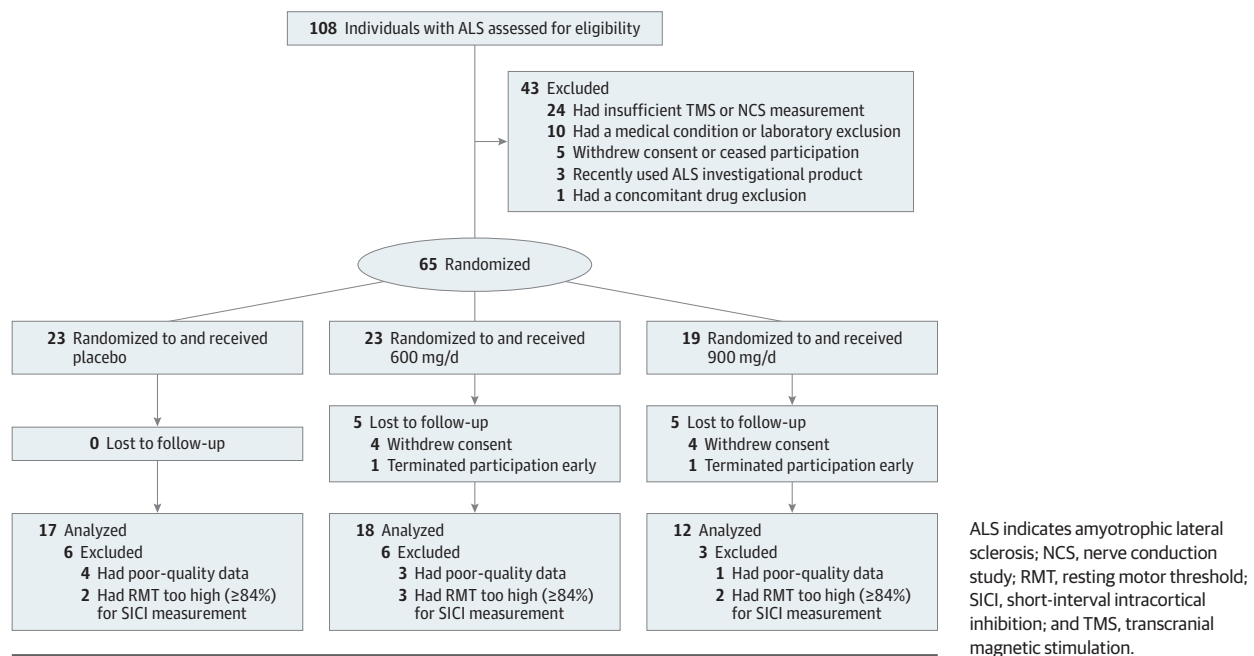 108 Individuals with ALS assessed for eligibility
43 Excluded
24 Had insufficient TMS or NCS measurement
10 Had a medical condition or laboratory exclusion
5 Withdrew consent or ceased participation
3 Recently used ALS investigational product
1 Had a concomitant drug exclusion
65 Randomized
23 Randomized to and received
placebo
23 Randomized to and received
600 mg/d
19 Randomized to and received
900 mg/d
0 Lost to follow-up
5 Lost to follow-up
4 Withdrew consent
1 Terminated participation early
5 Lost to follow-up
4 Withdrew consent
1 Terminated participation early
17 Analyzed
6 Excluded
4 Had poor-quality data
2 Had RMT too high (≥84%)
for SICI measurement
18 Analyzed
6 Excluded
3 Had poor-quality data
3 Had RMT too high (≥84%)
for SICI measurement
12 Analyzed
3 Excluded
1 Had poor-quality data
2 Had RMT too high (≥84%)
for SICI measurement
ALS indicates amyotrophic lateral
sclerosis; NCS, nerve conduction
study; RMT, resting motor threshold;
SICI, short-interval intracortical
inhibition; and TMS, transcranial
magnetic stimulation.